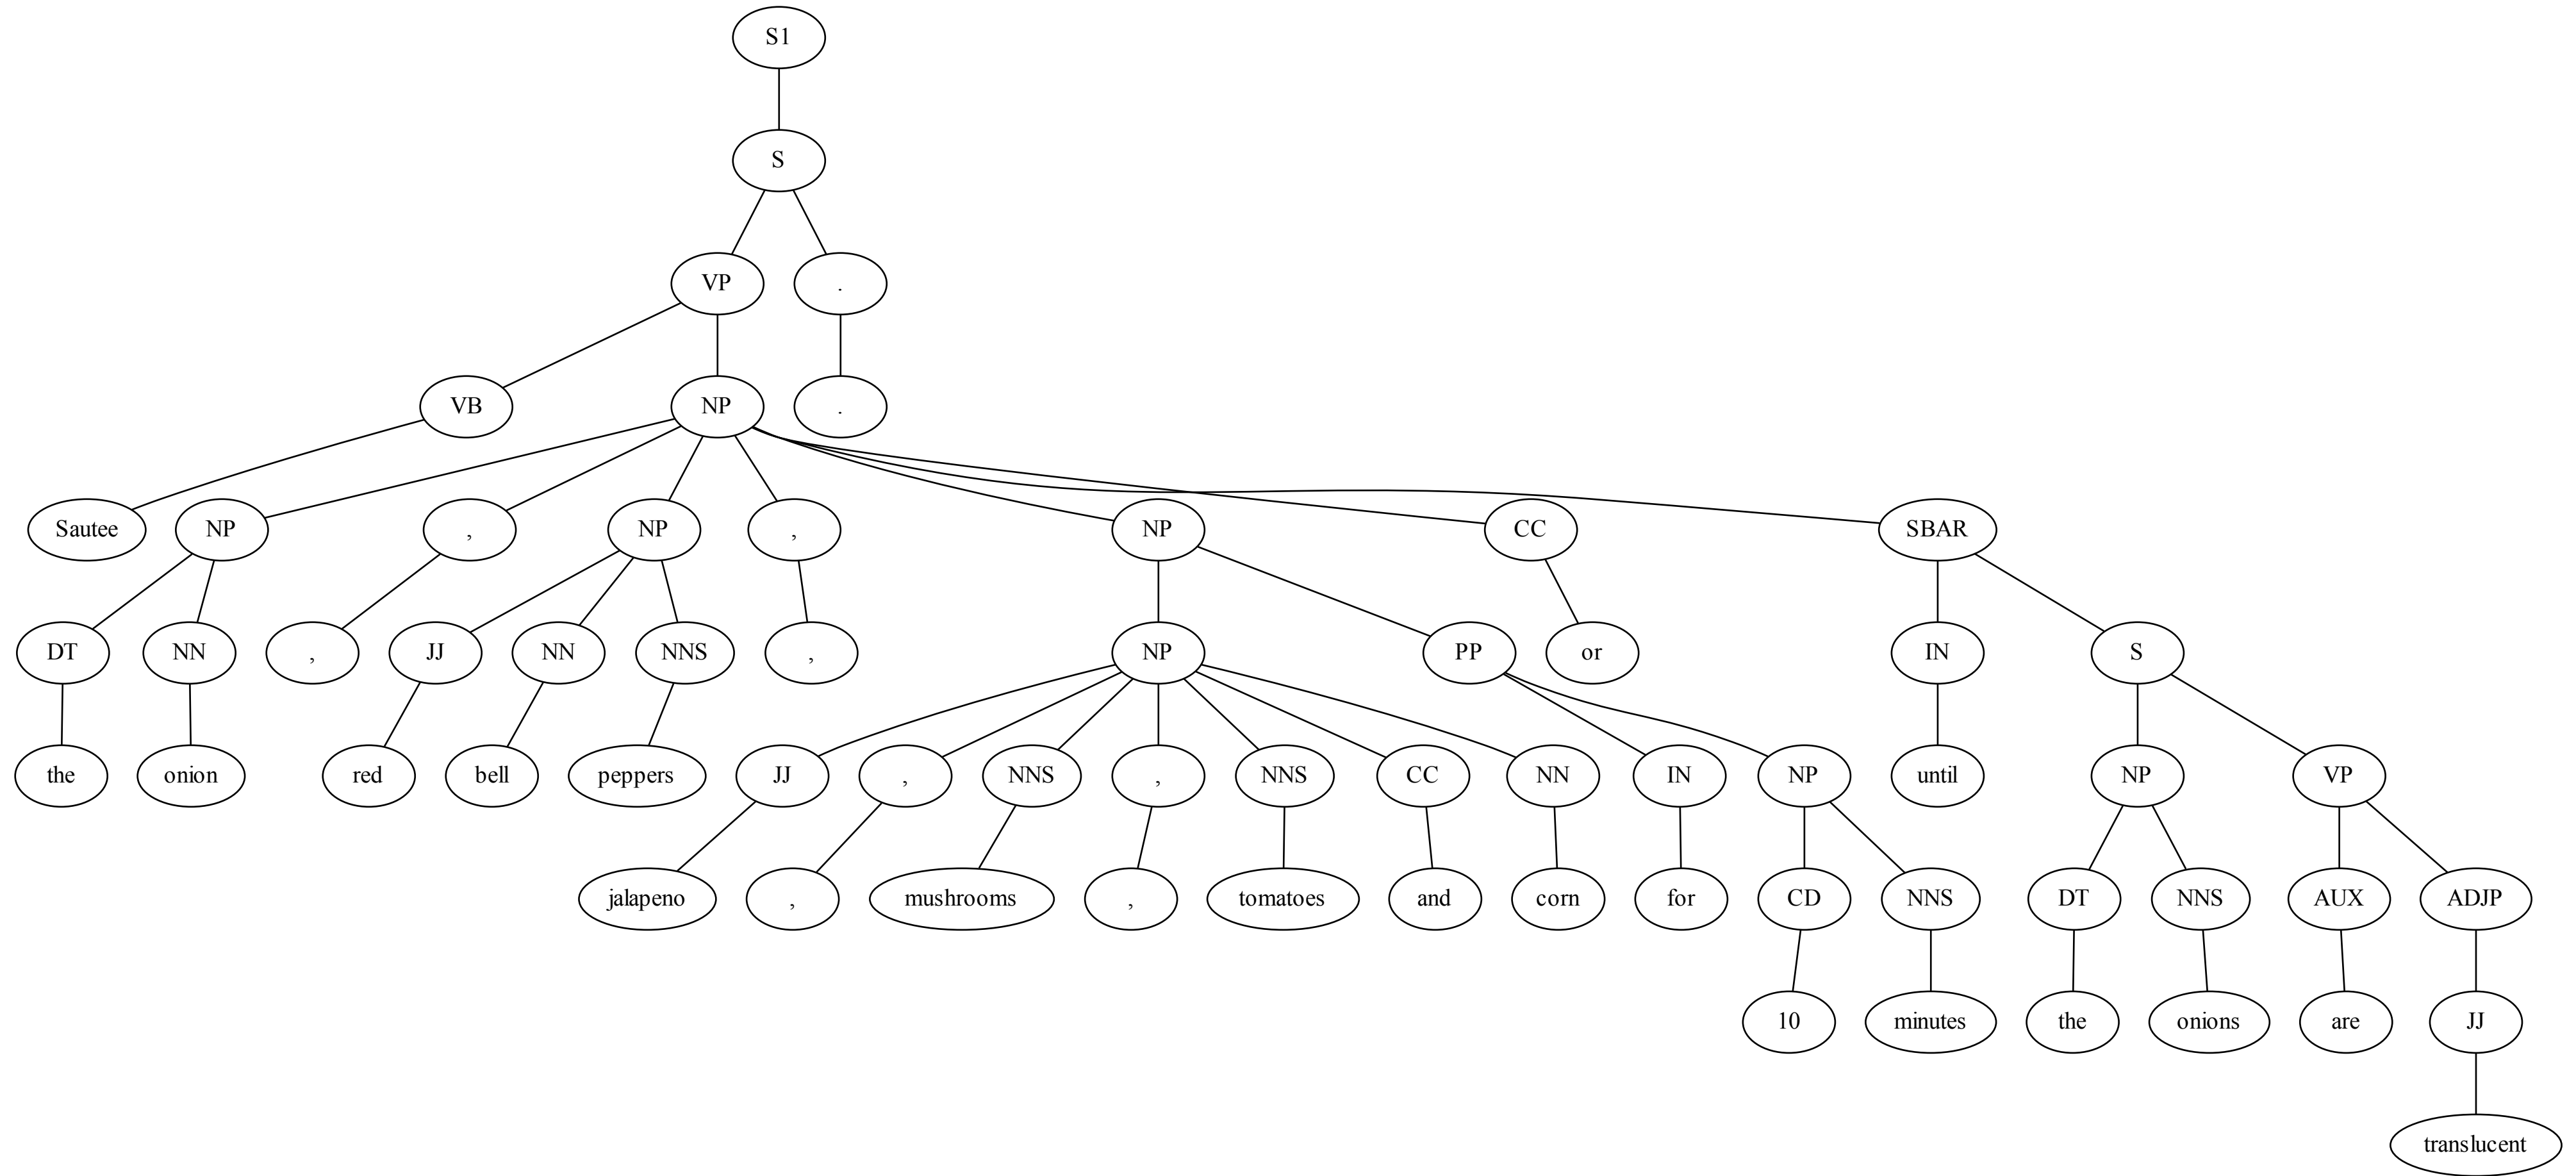 S1
S
VP .
VB NP .
Sautee NP , NP , NP CC SBAR
DT NN , JJ NN NNS , NP PP or IN S
the onion red bell peppers JJ , NNS , NNS CC NN IN NP until NP VP
jalapeno , mushrooms , tomatoes and corn for CD NNS DT NNS AUX ADJP
10 minutes the onions are JJ
translucent